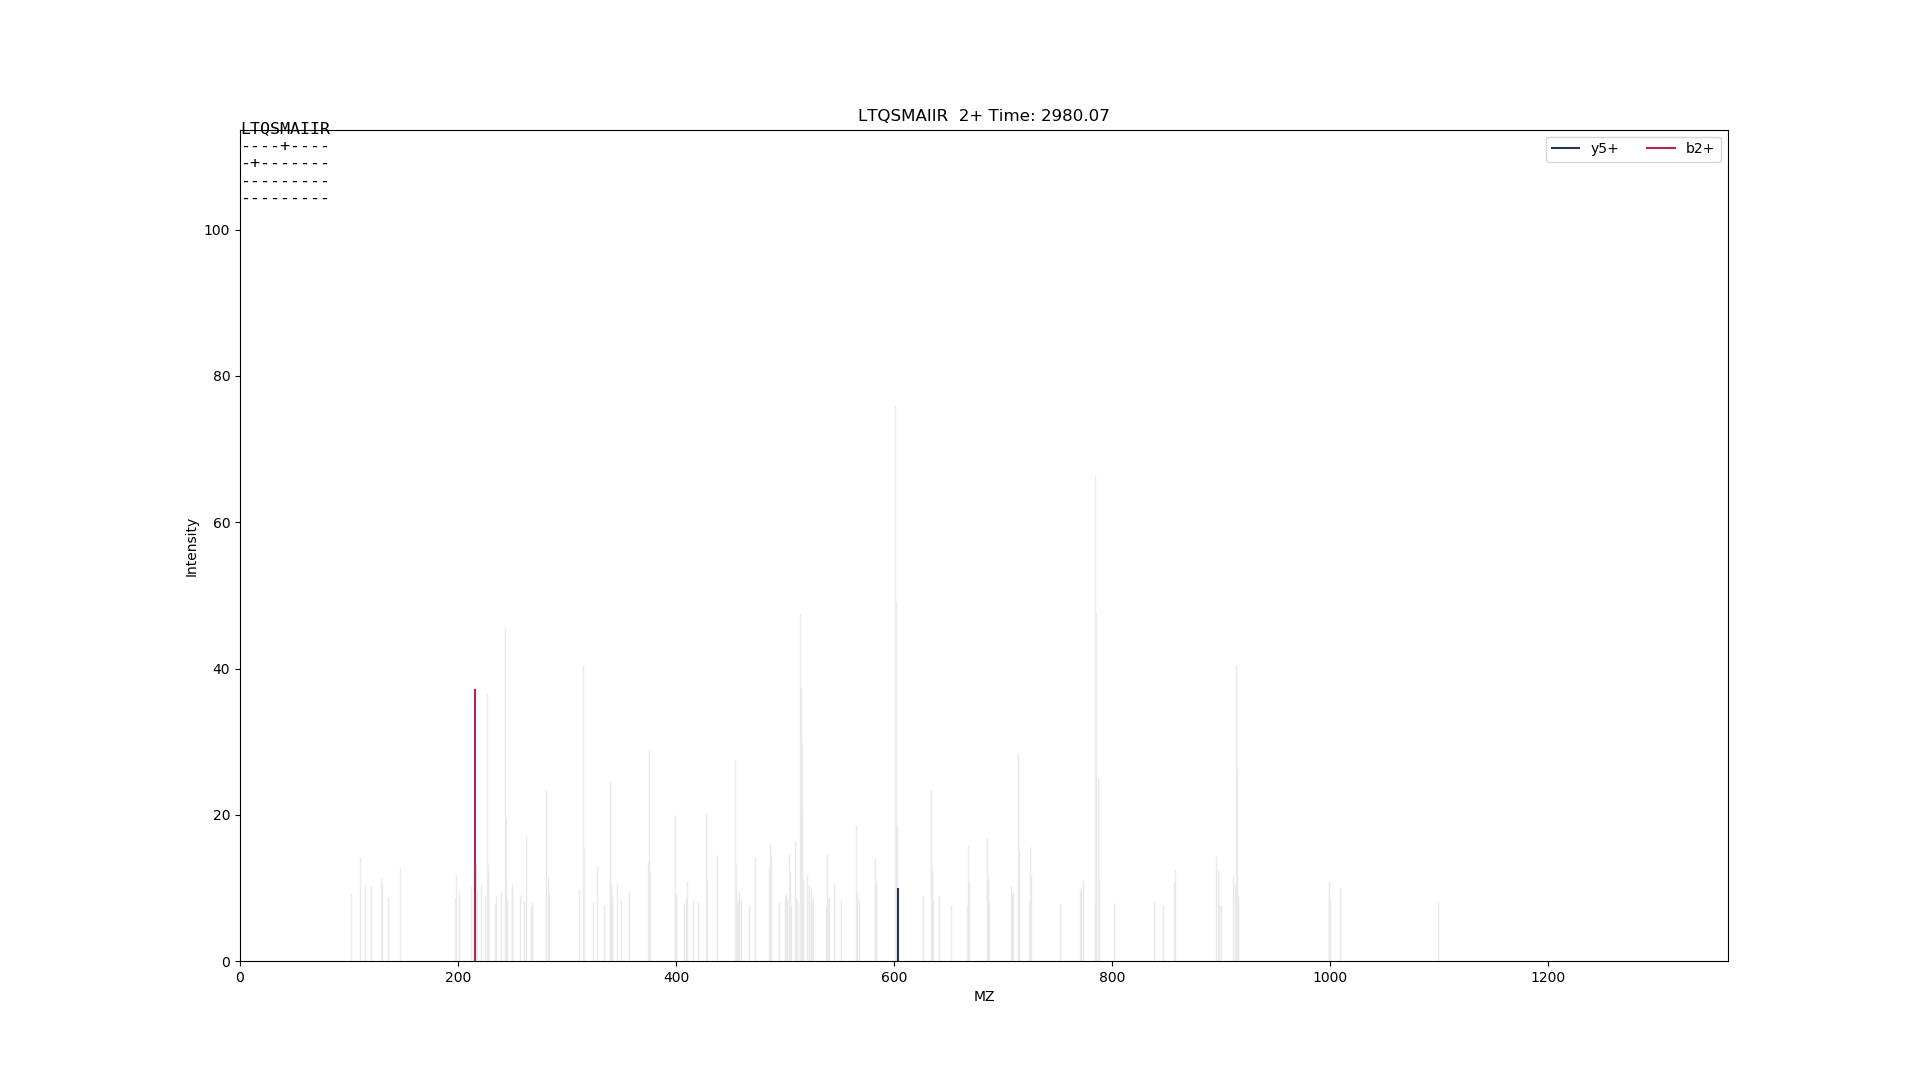 LTQSMAIIR  2+ Time: 2980.07
LTQSMAIIR
----+----
-+-------
---------
---------
y5+ b2+
100
80
60
40
20
0
Intensity
0 200 400 600 800 1000 1200
MZ